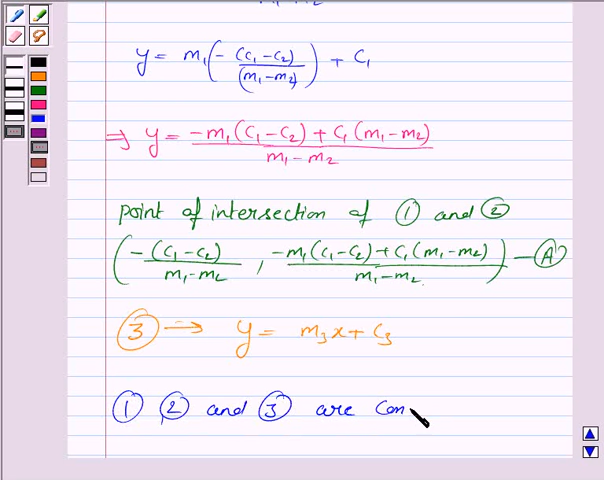 m₁-m₂
y = m₁(-(C₁-C₂)/(m₁-m₂)) + C₁
⇒ y = (-m₁(C₁-C₂)+C₁(m₁-m₂))/(m₁-m₂)
point of intersection of ① and ②
(-(C₁-C₂)/(m₁-m₂), (-m₁(C₁-C₂)+C₁(m₁-m₂))/(m₁-m₂)) — Ⓐ
③ ⟹ y = m₃x + C₃
① ② and ③ are Con